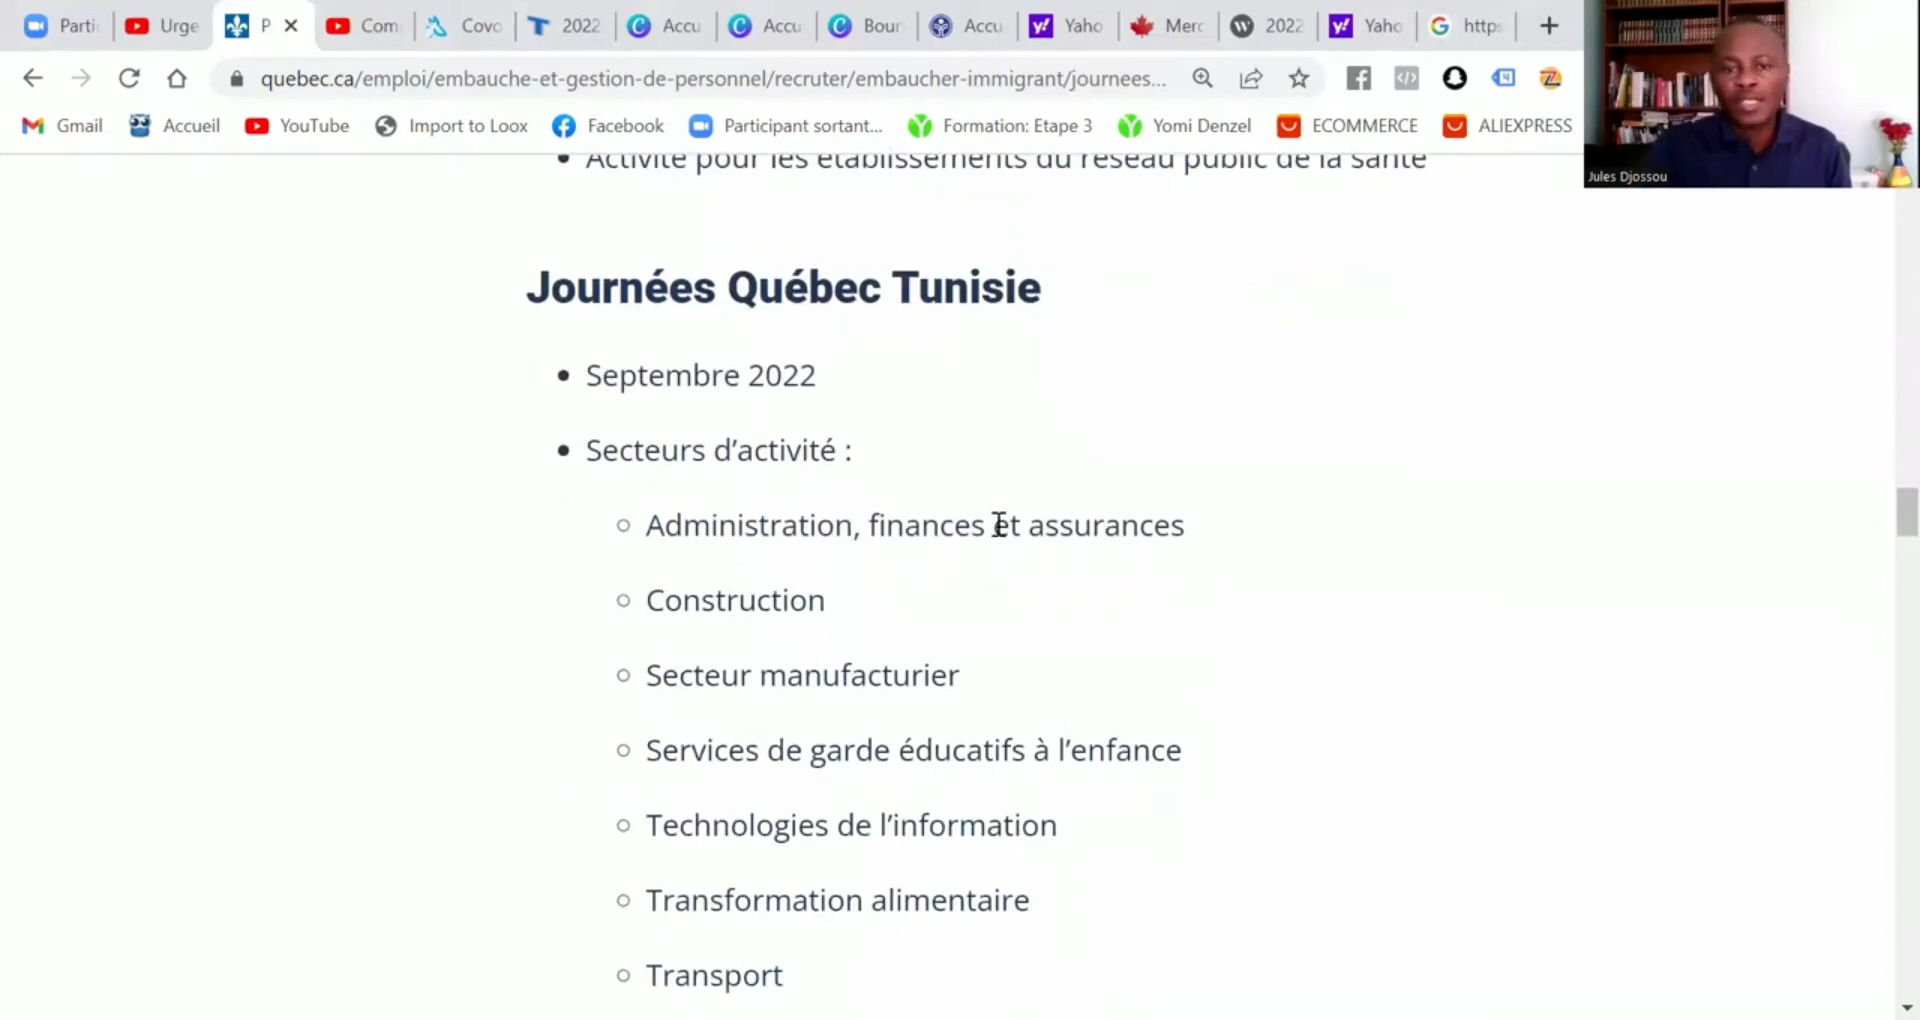 Parti
Urge
P
Com
Covo
2022
Accu
Accu
Bour
Accu
Yaho
Merc
2022
Yaho
https
quebec.ca/emploi/embauche-et-gestion-de-personnel/recruter/embaucher-immigrant/journees...
Gmail
Accueil
YouTube
Import to Loox
Facebook
Participant sortant...
Formation: Etape 3
Yomi Denzel
ECOMMERCE
ALIEXPRESS
Jules Djossou
Activité pour les établissements du réseau public de la santé
Journées Québec Tunisie
Septembre 2022
Secteurs d’activité :
Administration, finances et assurances
Construction
Secteur manufacturier
Services de garde éducatifs à l’enfance
Technologies de l’information
Transformation alimentaire
Transport